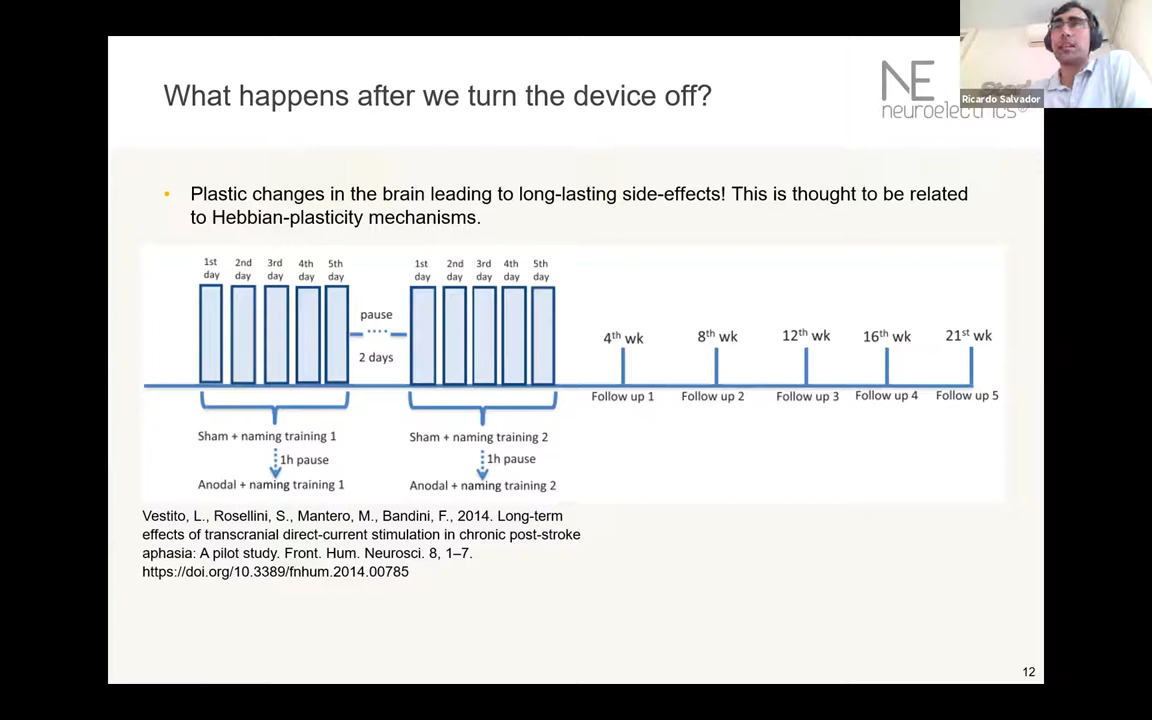 What happens after we turn the device off?
NE
neuroelectrics®
Ricardo Salvador
• Plastic changes in the brain leading to long-lasting side-effects! This is thought to be related
to Hebbian-plasticity mechanisms.
1st day
2nd day
3rd day
4th day
5th day
pause
2 days
1st day
2nd day
3rd day
4th day
5th day
4th wk
8th wk
12th wk
16th wk
21st wk
Follow up 1
Follow up 2
Follow up 3
Follow up 4
Follow up 5
Sham + naming training 1
1h pause
Anodal + naming training 1
Sham + naming training 2
1h pause
Anodal + naming training 2
Vestito, L., Rosellini, S., Mantero, M., Bandini, F., 2014. Long-term
effects of transcranial direct-current stimulation in chronic post-stroke
aphasia: A pilot study. Front. Hum. Neurosci. 8, 1–7.
https://doi.org/10.3389/fnhum.2014.00785
12